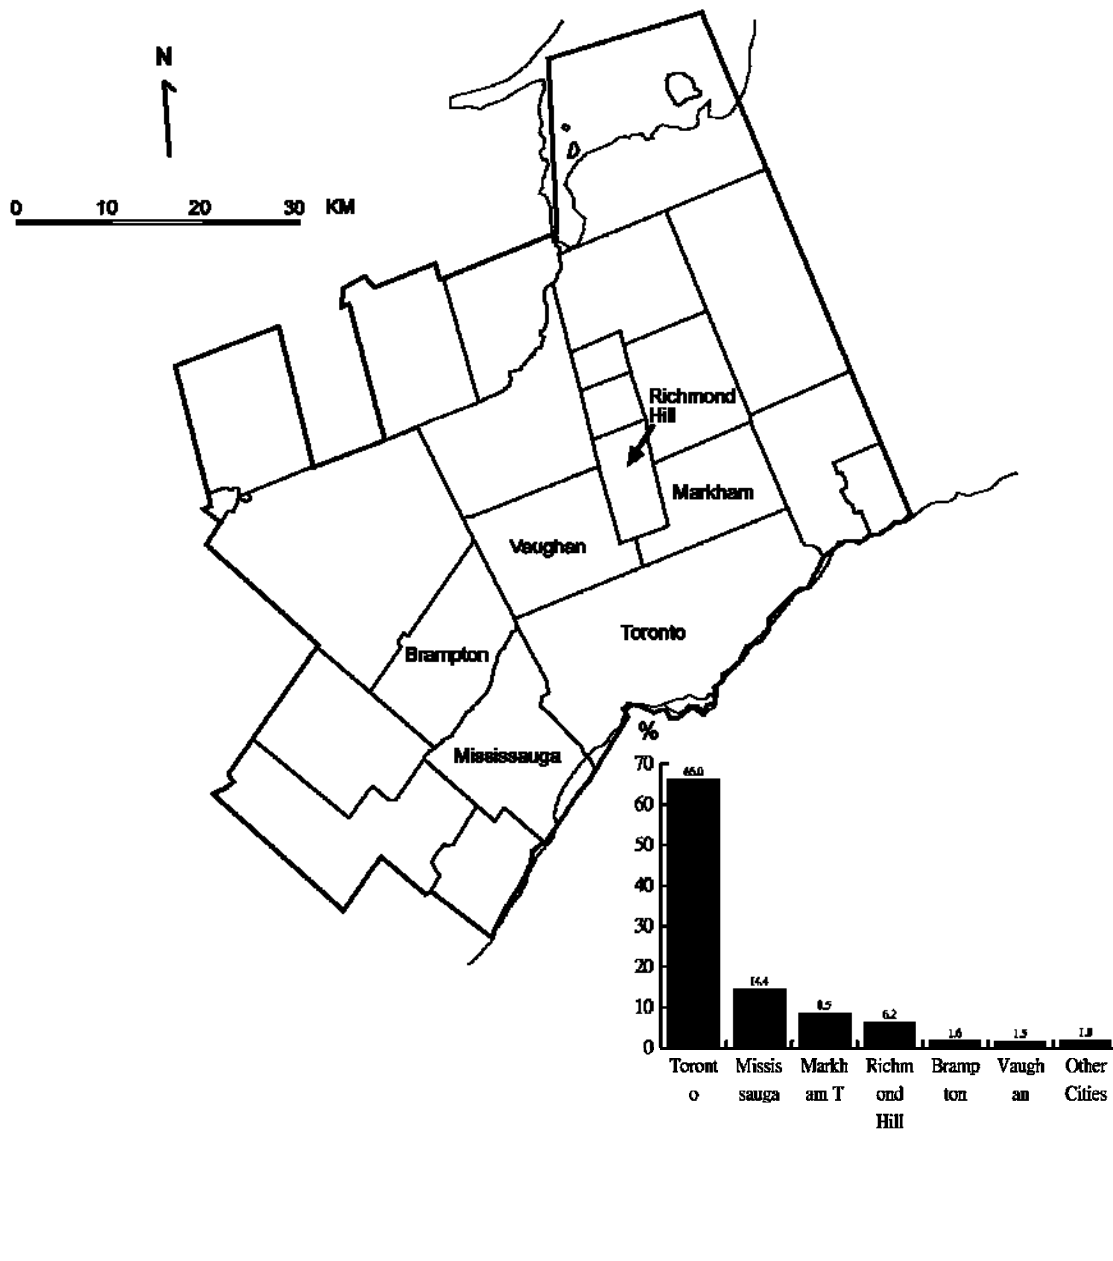 N
0 10 20 30 KM
Richmond
Hill
Markham
Vaughan
Toronto
Brampton
Mississauga
%
70
60
50
40
30
20
10
0
66.0
14.4
8.5
6.2
1.6
1.5
1.8
Toront
o
Missis
sauga
Markh
am T
Richm
ond
Hill
Bramp
ton
Vaugh
an
Other
Cities